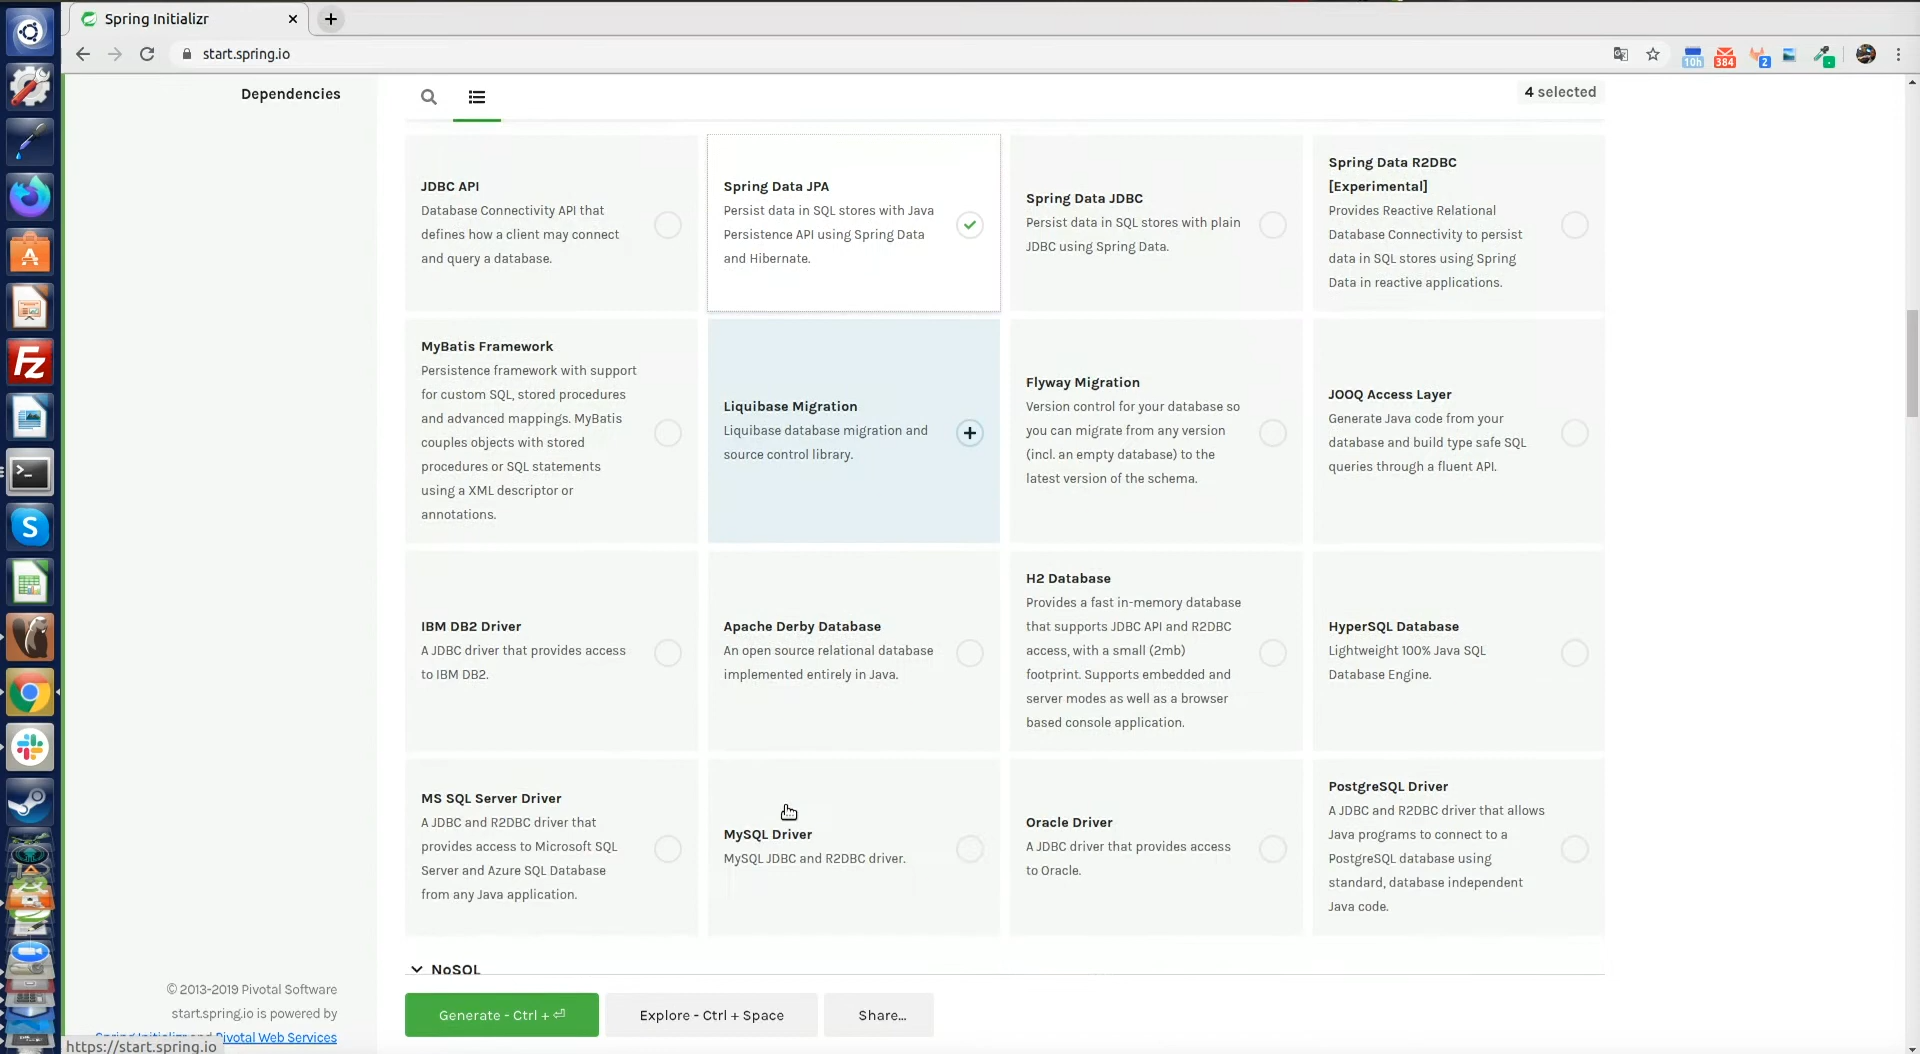 Spring Initializr
start.spring.io
10h
384
2
Dependencies
4 selected
JDBC API
Database Connectivity API that
defines how a client may connect
and query a database.
Spring Data JPA
Persist data in SQL stores with Java
Persistence API using Spring Data
and Hibernate.
Spring Data JDBC
Persist data in SQL stores with plain
JDBC using Spring Data.
Spring Data R2DBC
[Experimental]
Provides Reactive Relational
Database Connectivity to persist
data in SQL stores using Spring
Data in reactive applications.
MyBatis Framework
Persistence framework with support
for custom SQL, stored procedures
and advanced mappings. MyBatis
couples objects with stored
procedures or SQL statements
using a XML descriptor or
annotations.
Liquibase Migration
Liquibase database migration and
source control library.
Flyway Migration
Version control for your database so
you can migrate from any version
(incl. an empty database) to the
latest version of the schema.
JOOQ Access Layer
Generate Java code from your
database and build type safe SQL
queries through a fluent API.
IBM DB2 Driver
A JDBC driver that provides access
to IBM DB2.
Apache Derby Database
An open source relational database
implemented entirely in Java.
H2 Database
Provides a fast in-memory database
that supports JDBC API and R2DBC
access, with a small (2mb)
footprint. Supports embedded and
server modes as well as a browser
based console application.
HyperSQL Database
Lightweight 100% Java SQL
Database Engine.
MS SQL Server Driver
A JDBC and R2DBC driver that
provides access to Microsoft SQL
Server and Azure SQL Database
from any Java application.
MySQL Driver
MySQL JDBC and R2DBC driver.
Oracle Driver
A JDBC driver that provides access
to Oracle.
PostgreSQL Driver
A JDBC and R2DBC driver that allows
Java programs to connect to a
PostgreSQL database using
standard, database independent
Java code.
NoSQL
© 2013-2019 Pivotal Software
start.spring.io is powered by
Spring Initializr and Pivotal Web Services
Generate - Ctrl + ⏎
Explore - Ctrl + Space
Share...
https://start.spring.io